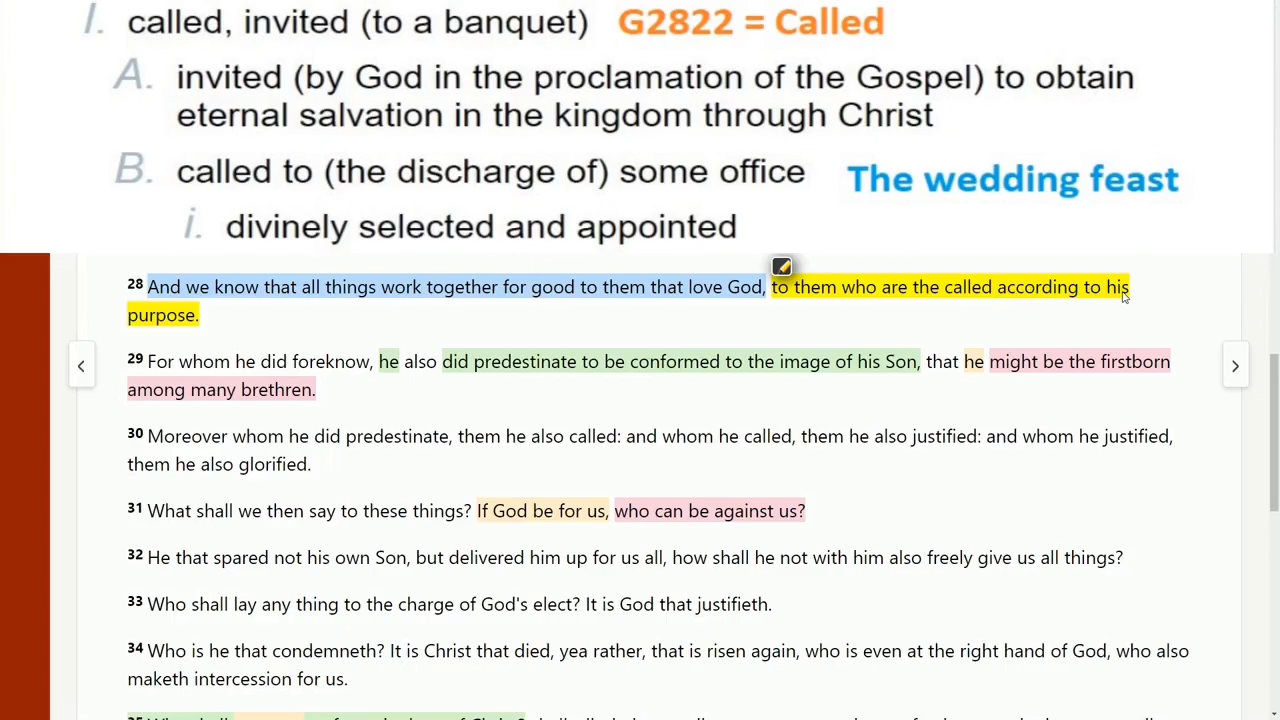 I. called, invited (to a banquet) G2822 = Called
A. invited (by God in the proclamation of the Gospel) to obtain
eternal salvation in the kingdom through Christ
B. called to (the discharge of) some office The wedding feast
i. divinely selected and appointed
28 And we know that all things work together for good to them that love God, to them who are the called according to his
purpose.
29 For whom he did foreknow, he also did predestinate to be conformed to the image of his Son, that he might be the firstborn
among many brethren.
30 Moreover whom he did predestinate, them he also called: and whom he called, them he also justified: and whom he justified,
them he also glorified.
31 What shall we then say to these things? If God be for us, who can be against us?
32 He that spared not his own Son, but delivered him up for us all, how shall he not with him also freely give us all things?
33 Who shall lay any thing to the charge of God's elect? It is God that justifieth.
34 Who is he that condemneth? It is Christ that died, yea rather, that is risen again, who is even at the right hand of God, who also
maketh intercession for us.